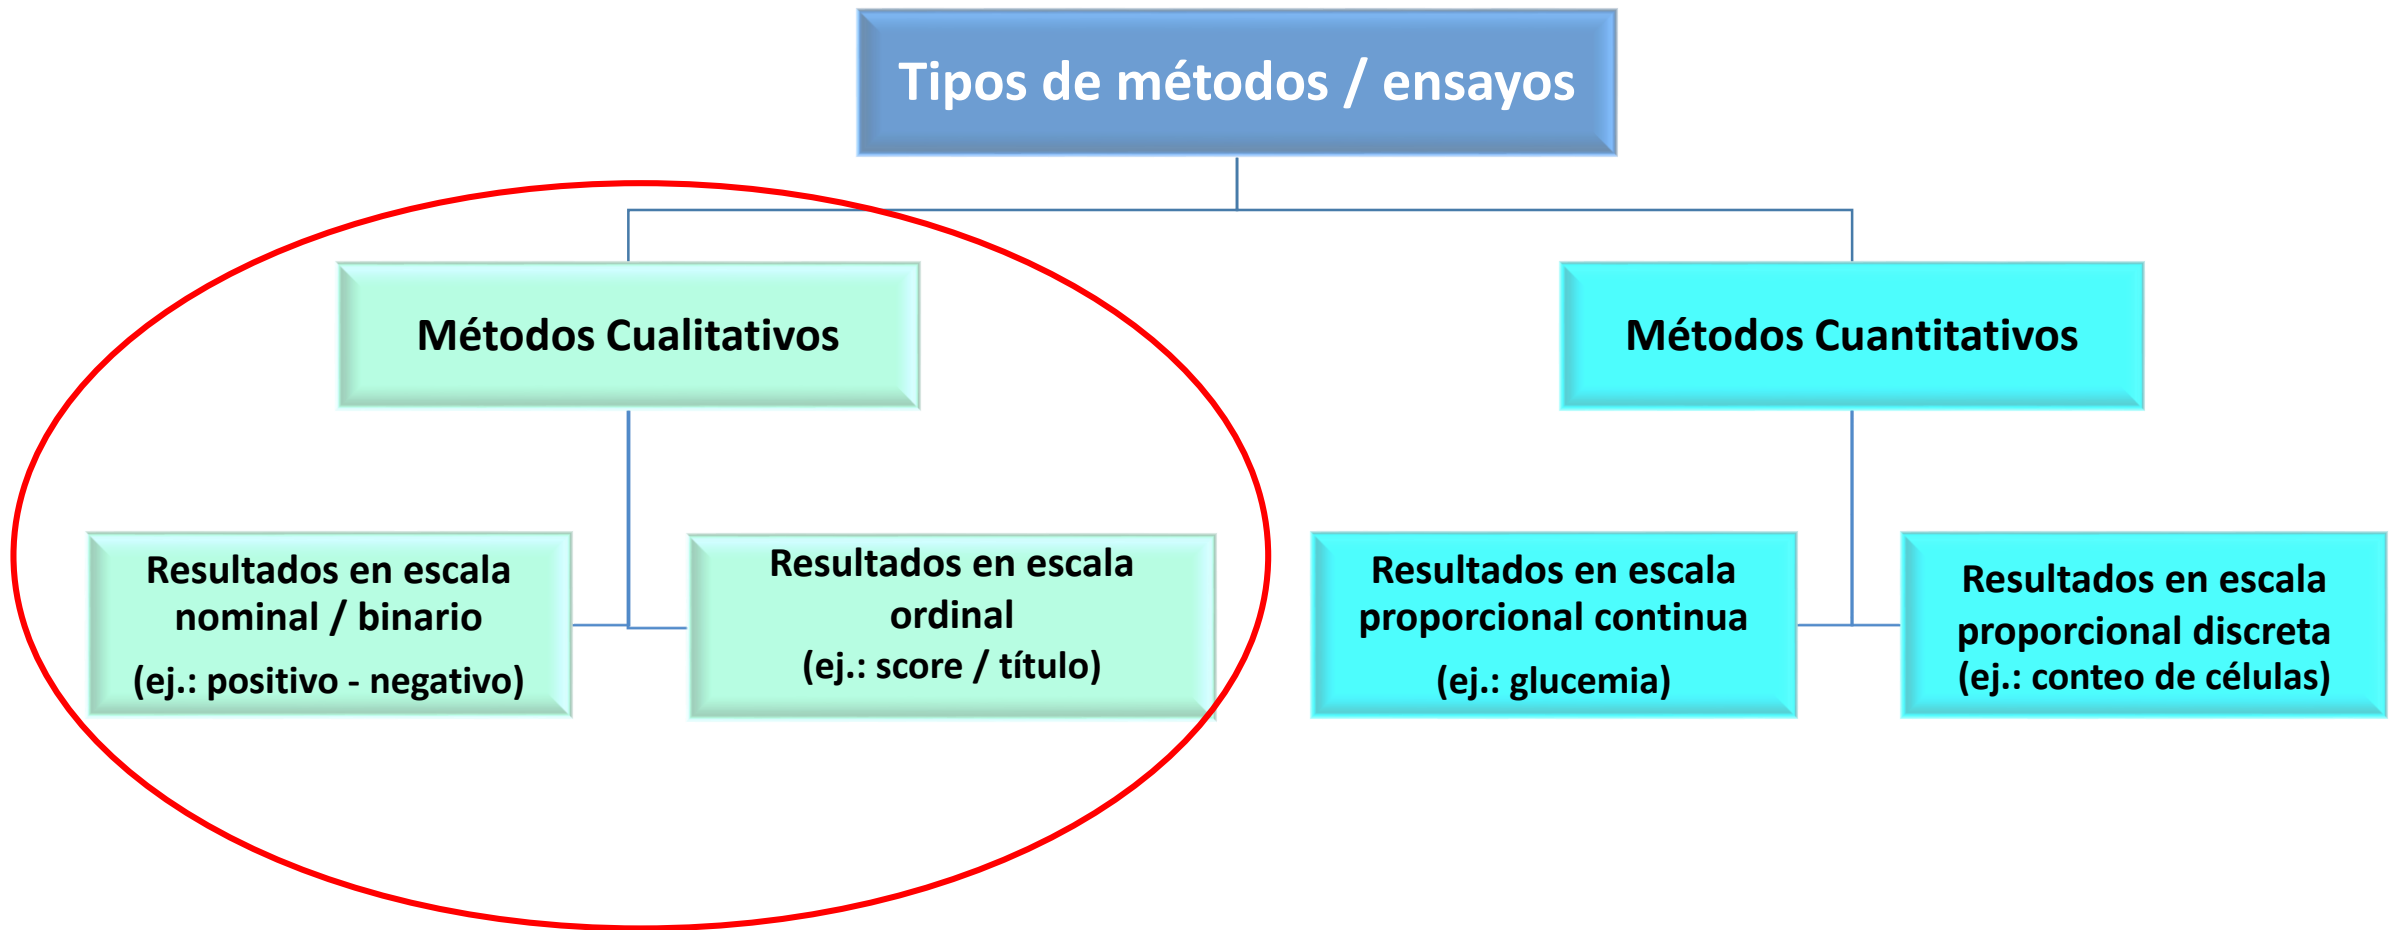 Tipos de métodos / ensayos
Métodos Cualitativos
Métodos Cuantitativos
Resultados en escala
nominal / binario
(ej.: positivo - negativo)
Resultados en escala
ordinal
(ej.: score / título)
Resultados en escala
proporcional continua
(ej.: glucemia)
Resultados en escala
proporcional discreta
(ej.: conteo de células)